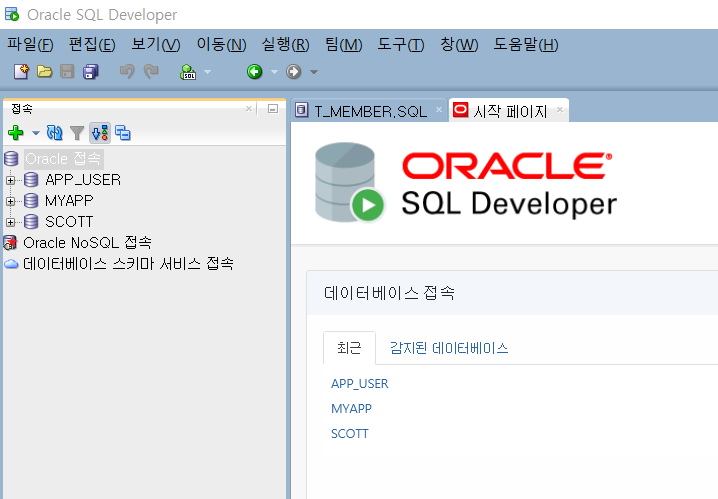 Oracle SQL Developer
파일(F) 편집(E) 보기(V) 이동(N) 실행(R) 팀(M) 도구(T) 창(W) 도움말(H)
SQL
접속
Oracle 접속
APP_USER
MYAPP
SCOTT
Oracle NoSQL 접속
데이터베이스 스키마 서비스 접속
T_MEMBER,SQL 시작 페이지
ORACLE®
SQL Developer
데이터베이스 접속
최근 감지된 데이터베이스
APP_USER
MYAPP
SCOTT